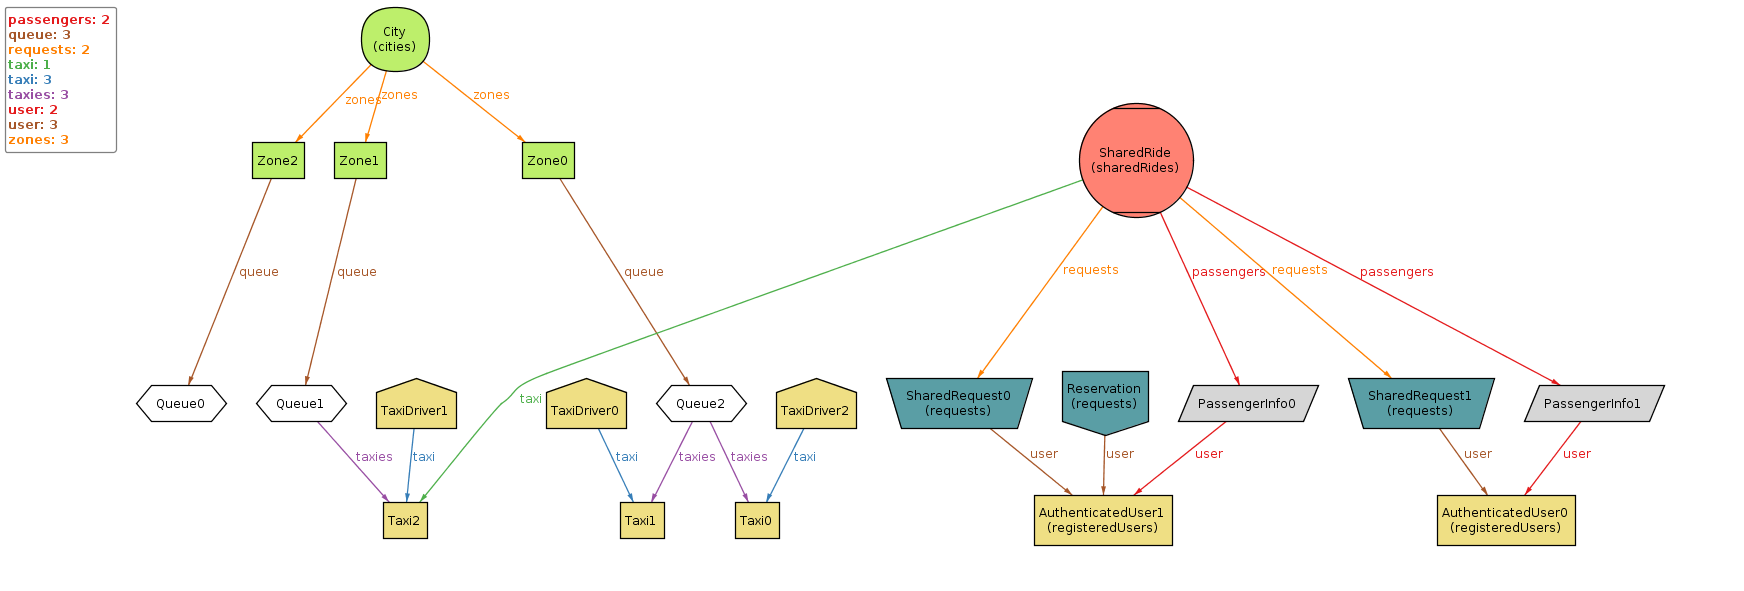 passengers: 2
queue: 3
requests: 2
taxi: 1
taxi: 3
taxies: 3
user: 2
user: 3
zones: 3
City
(cities)
zones
zones
zones
Zone2
Zone1
Zone0
SharedRide
(sharedRides)
queue
queue
queue
requests
passengers
requests
passengers
Queue0
Queue1
TaxiDriver1
taxi
TaxiDriver0
Queue2
TaxiDriver2
SharedRequest0
(requests)
Reservation
(requests)
PassengerInfo0
SharedRequest1
(requests)
PassengerInfo1
taxies
taxi
taxi
taxies
taxies
taxi
user
user
user
user
user
Taxi2
Taxi1
Taxi0
AuthenticatedUser1
(registeredUsers)
AuthenticatedUser0
(registeredUsers)